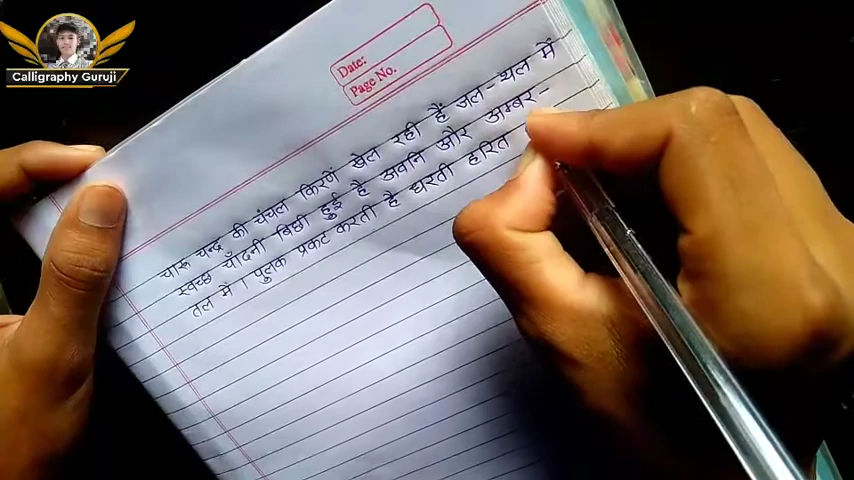 Calligraphy Guruji
Date:
Page No.
चारू चन्द्र की चंचल किरणें खेल रही हैं जल - थल में
स्वच्छ चाँदनी बिछी हुई है अवनि और अम्बर -
तल में । पुलक प्रकट करती है धरती हरित